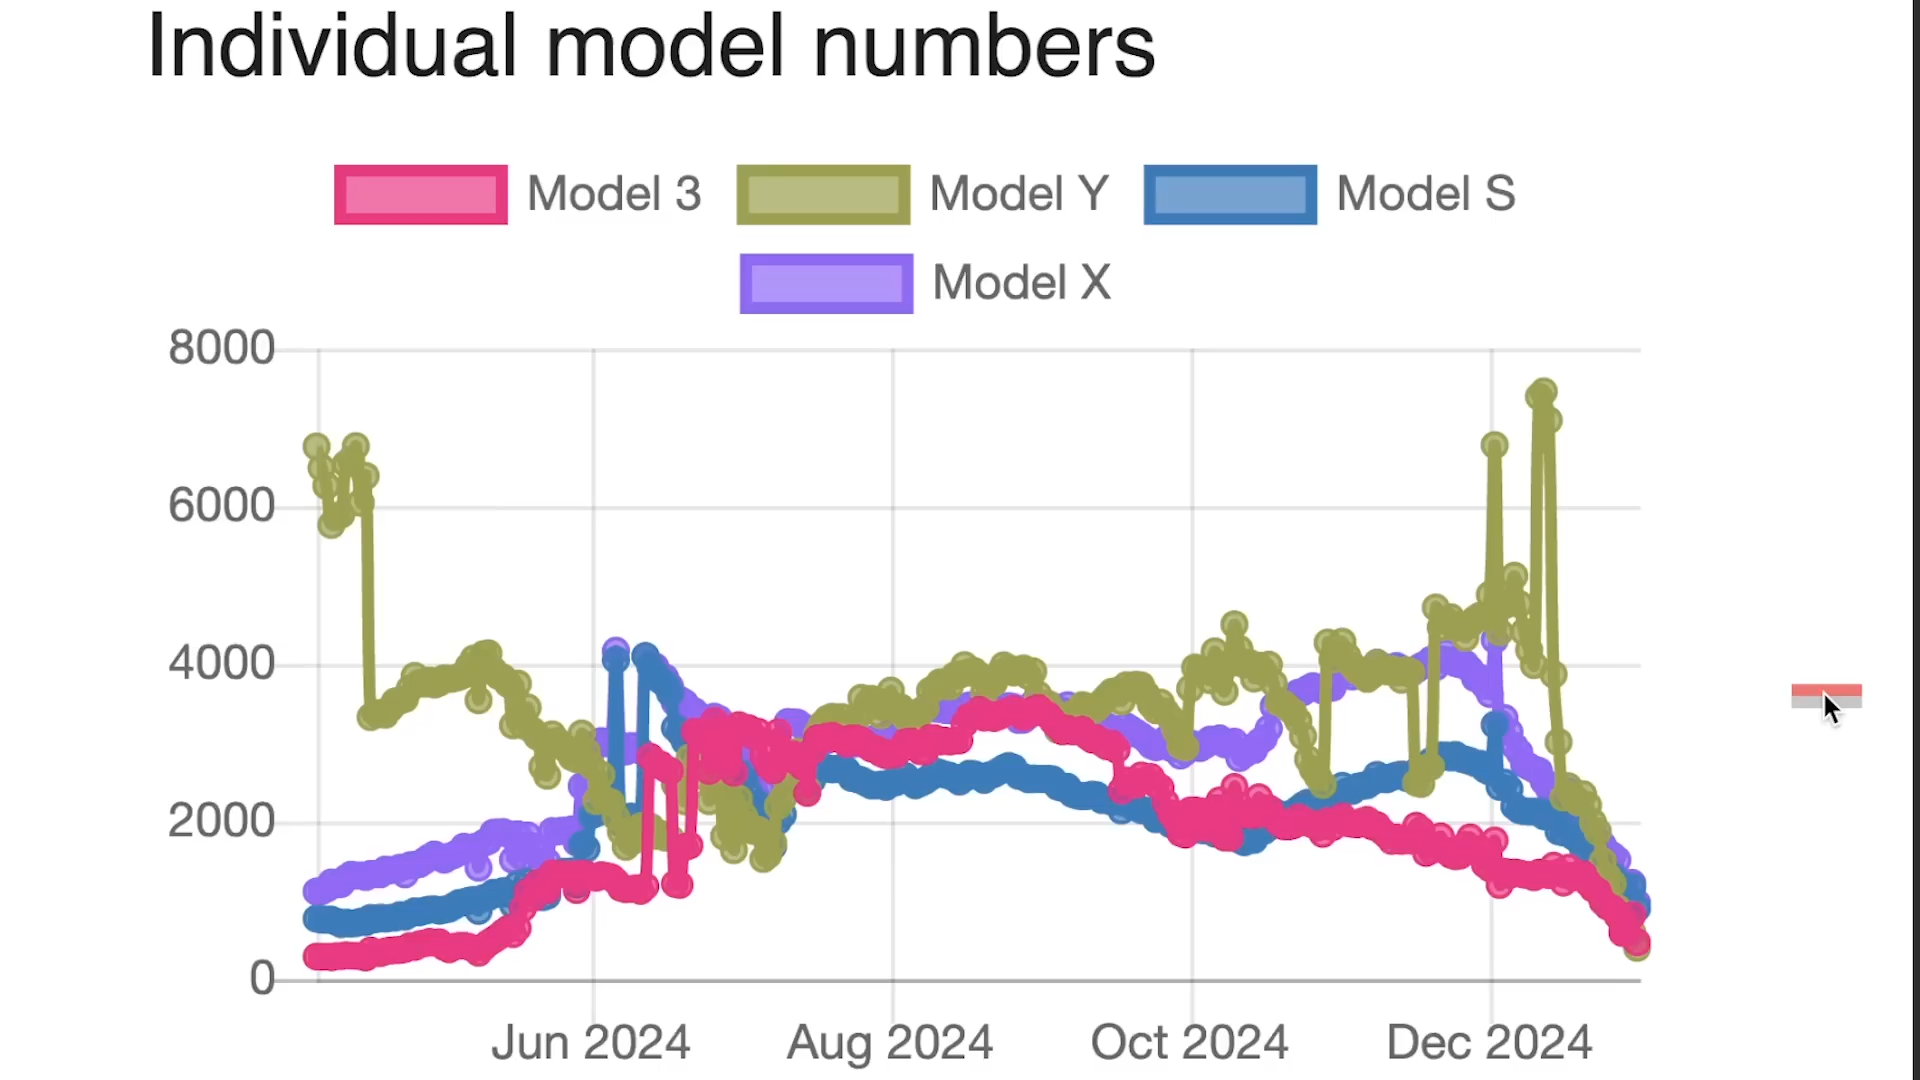 Individual model numbers
Model 3 Model Y Model S
Model X
8000
6000
4000
2000
0
Jun 2024 Aug 2024 Oct 2024 Dec 2024